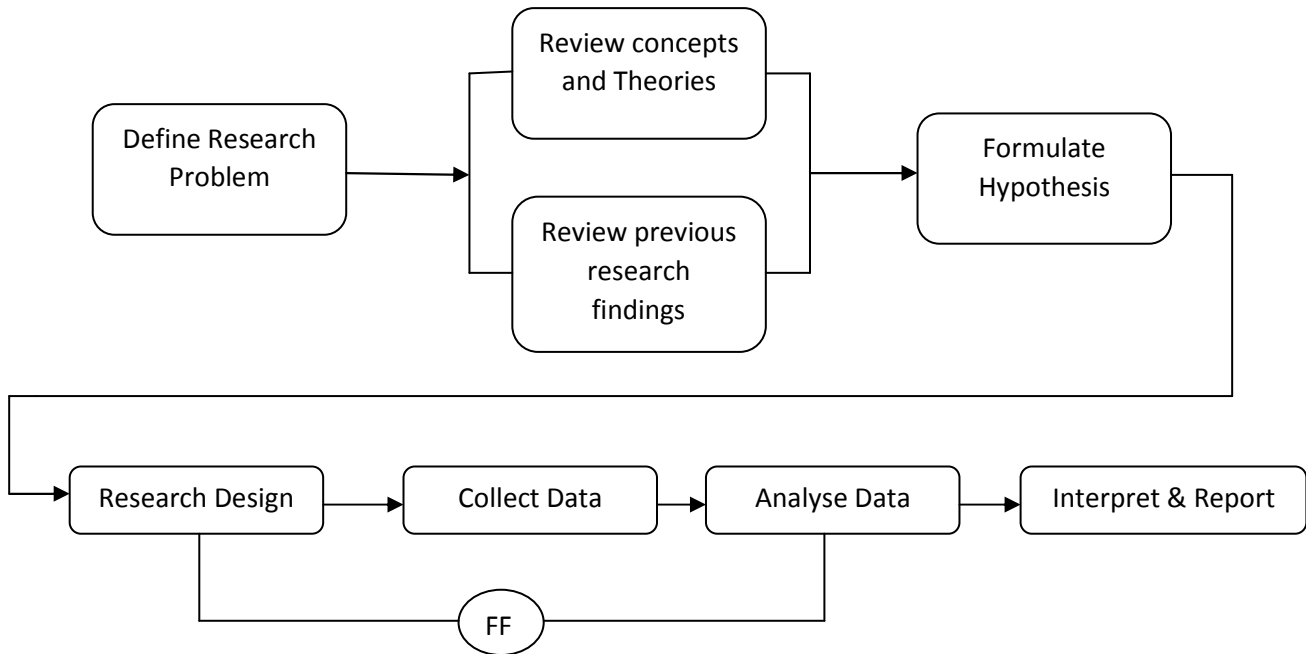 Define Research
Problem
Review concepts
and Theories
Review previous
research
findings
Formulate
Hypothesis
Research Design
Collect Data
Analyse Data
Interpret & Report
FF